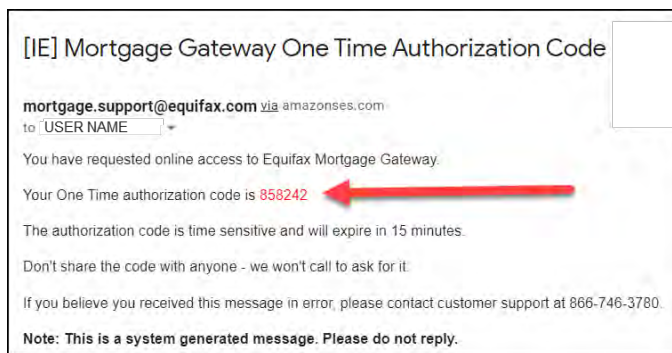 [IE] Mortgage Gateway One Time Authorization Code
mortgage.support@equifax.com via amazonses.com
to USER NAME
You have requested online access to Equifax Mortgage Gateway.
Your One Time authorization code is 858242
The authorization code is time sensitive and will expire in 15 minutes.
Don't share the code with anyone - we won't call to ask for it.
If you believe you received this message in error, please contact customer support at 866-746-3780.
Note: This is a system generated message. Please do not reply.